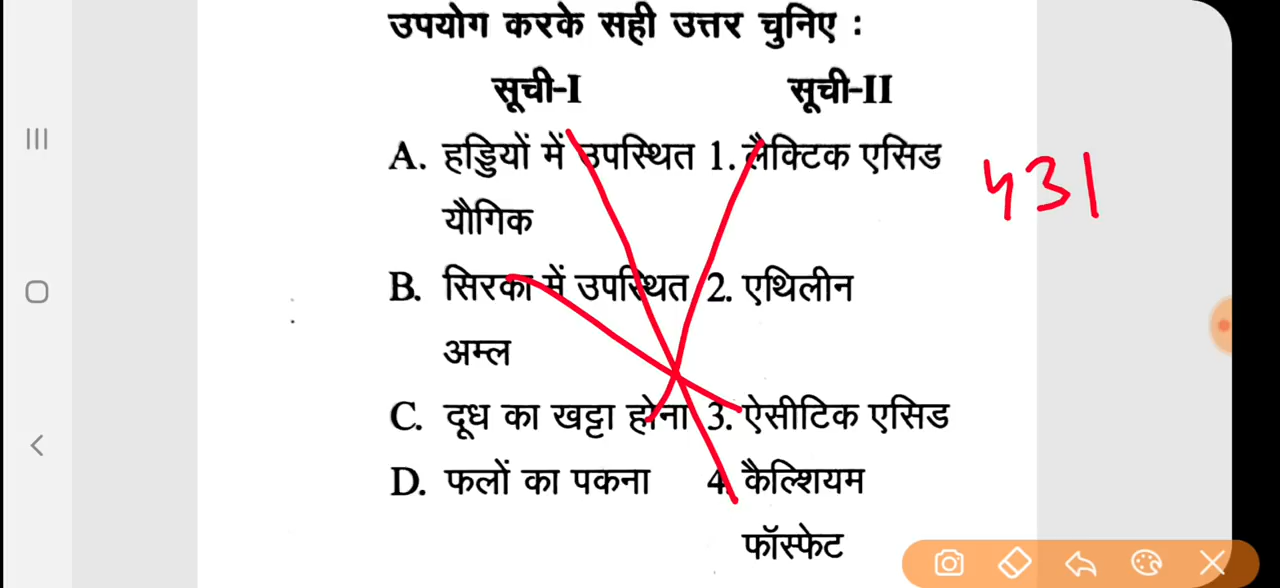 उपयोग करके सही उत्तर चुनिए :
सूची-I सूची-II
A. हड्डियों में उपस्थित 1. लैक्टिक एसिड
यौगिक
431
B. सिरका में उपस्थित 2. एथिलीन
अम्ल
C. दूध का खट्टा होना 3. ऐसीटिक एसिड
D. फलों का पकना 4. कैल्शियम
फॉस्फेट